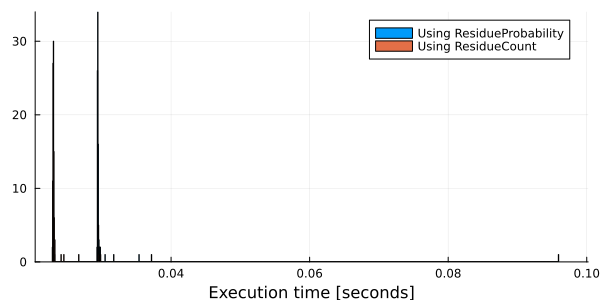 30
20
10
0
Using ResidueProbability
Using ResidueCount
0.04 0.06 0.08 0.10
Execution time [seconds]